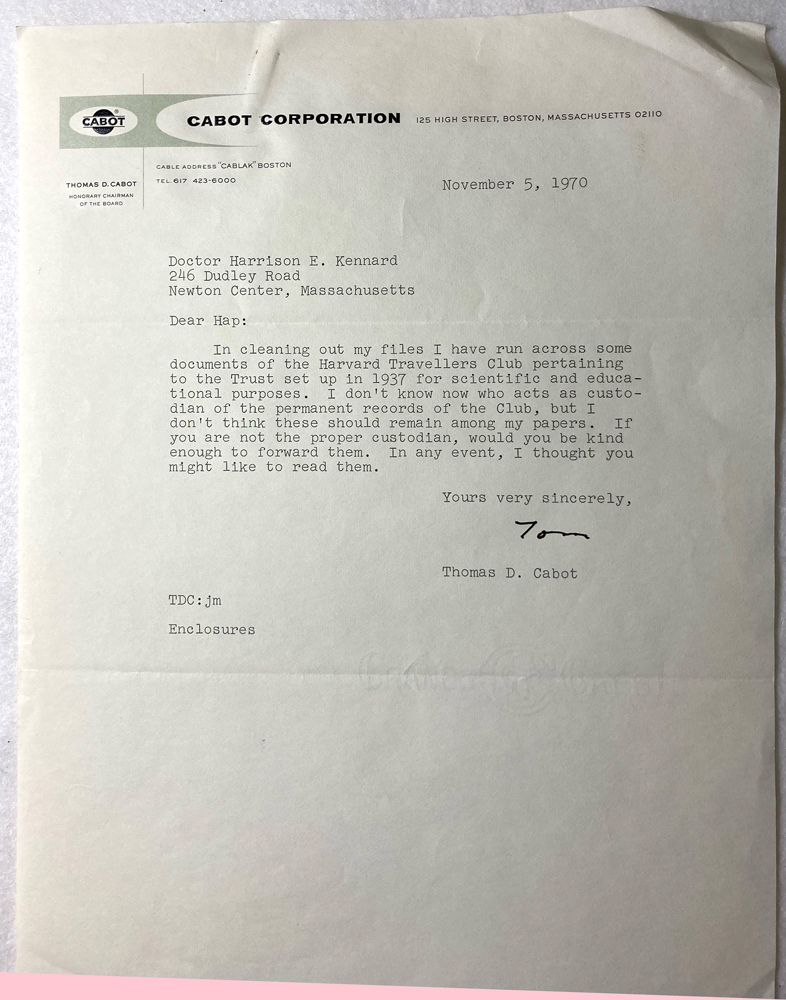 CABOT
CABOT CORPORATION 125 HIGH STREET, BOSTON, MASSACHUSETTS 02110
CABLE ADDRESS "CABLAK" BOSTON
TEL. 617 423-6000
THOMAS D. CABOT
HONORARY CHAIRMAN
OF THE BOARD
November 5, 1970
Doctor Harrison E. Kennard
246 Dudley Road
Newton Center, Massachusetts
Dear Hap:
In cleaning out my files I have run across some
documents of the Harvard Travellers Club pertaining
to the Trust set up in 1937 for scientific and educa-
tional purposes. I don't know now who acts as custo-
dian of the permanent records of the Club, but I
don't think these should remain among my papers. If
you are not the proper custodian, would you be kind
enough to forward them. In any event, I thought you
might like to read them.
Yours very sincerely,
Tom
Thomas D. Cabot
TDC:jm
Enclosures